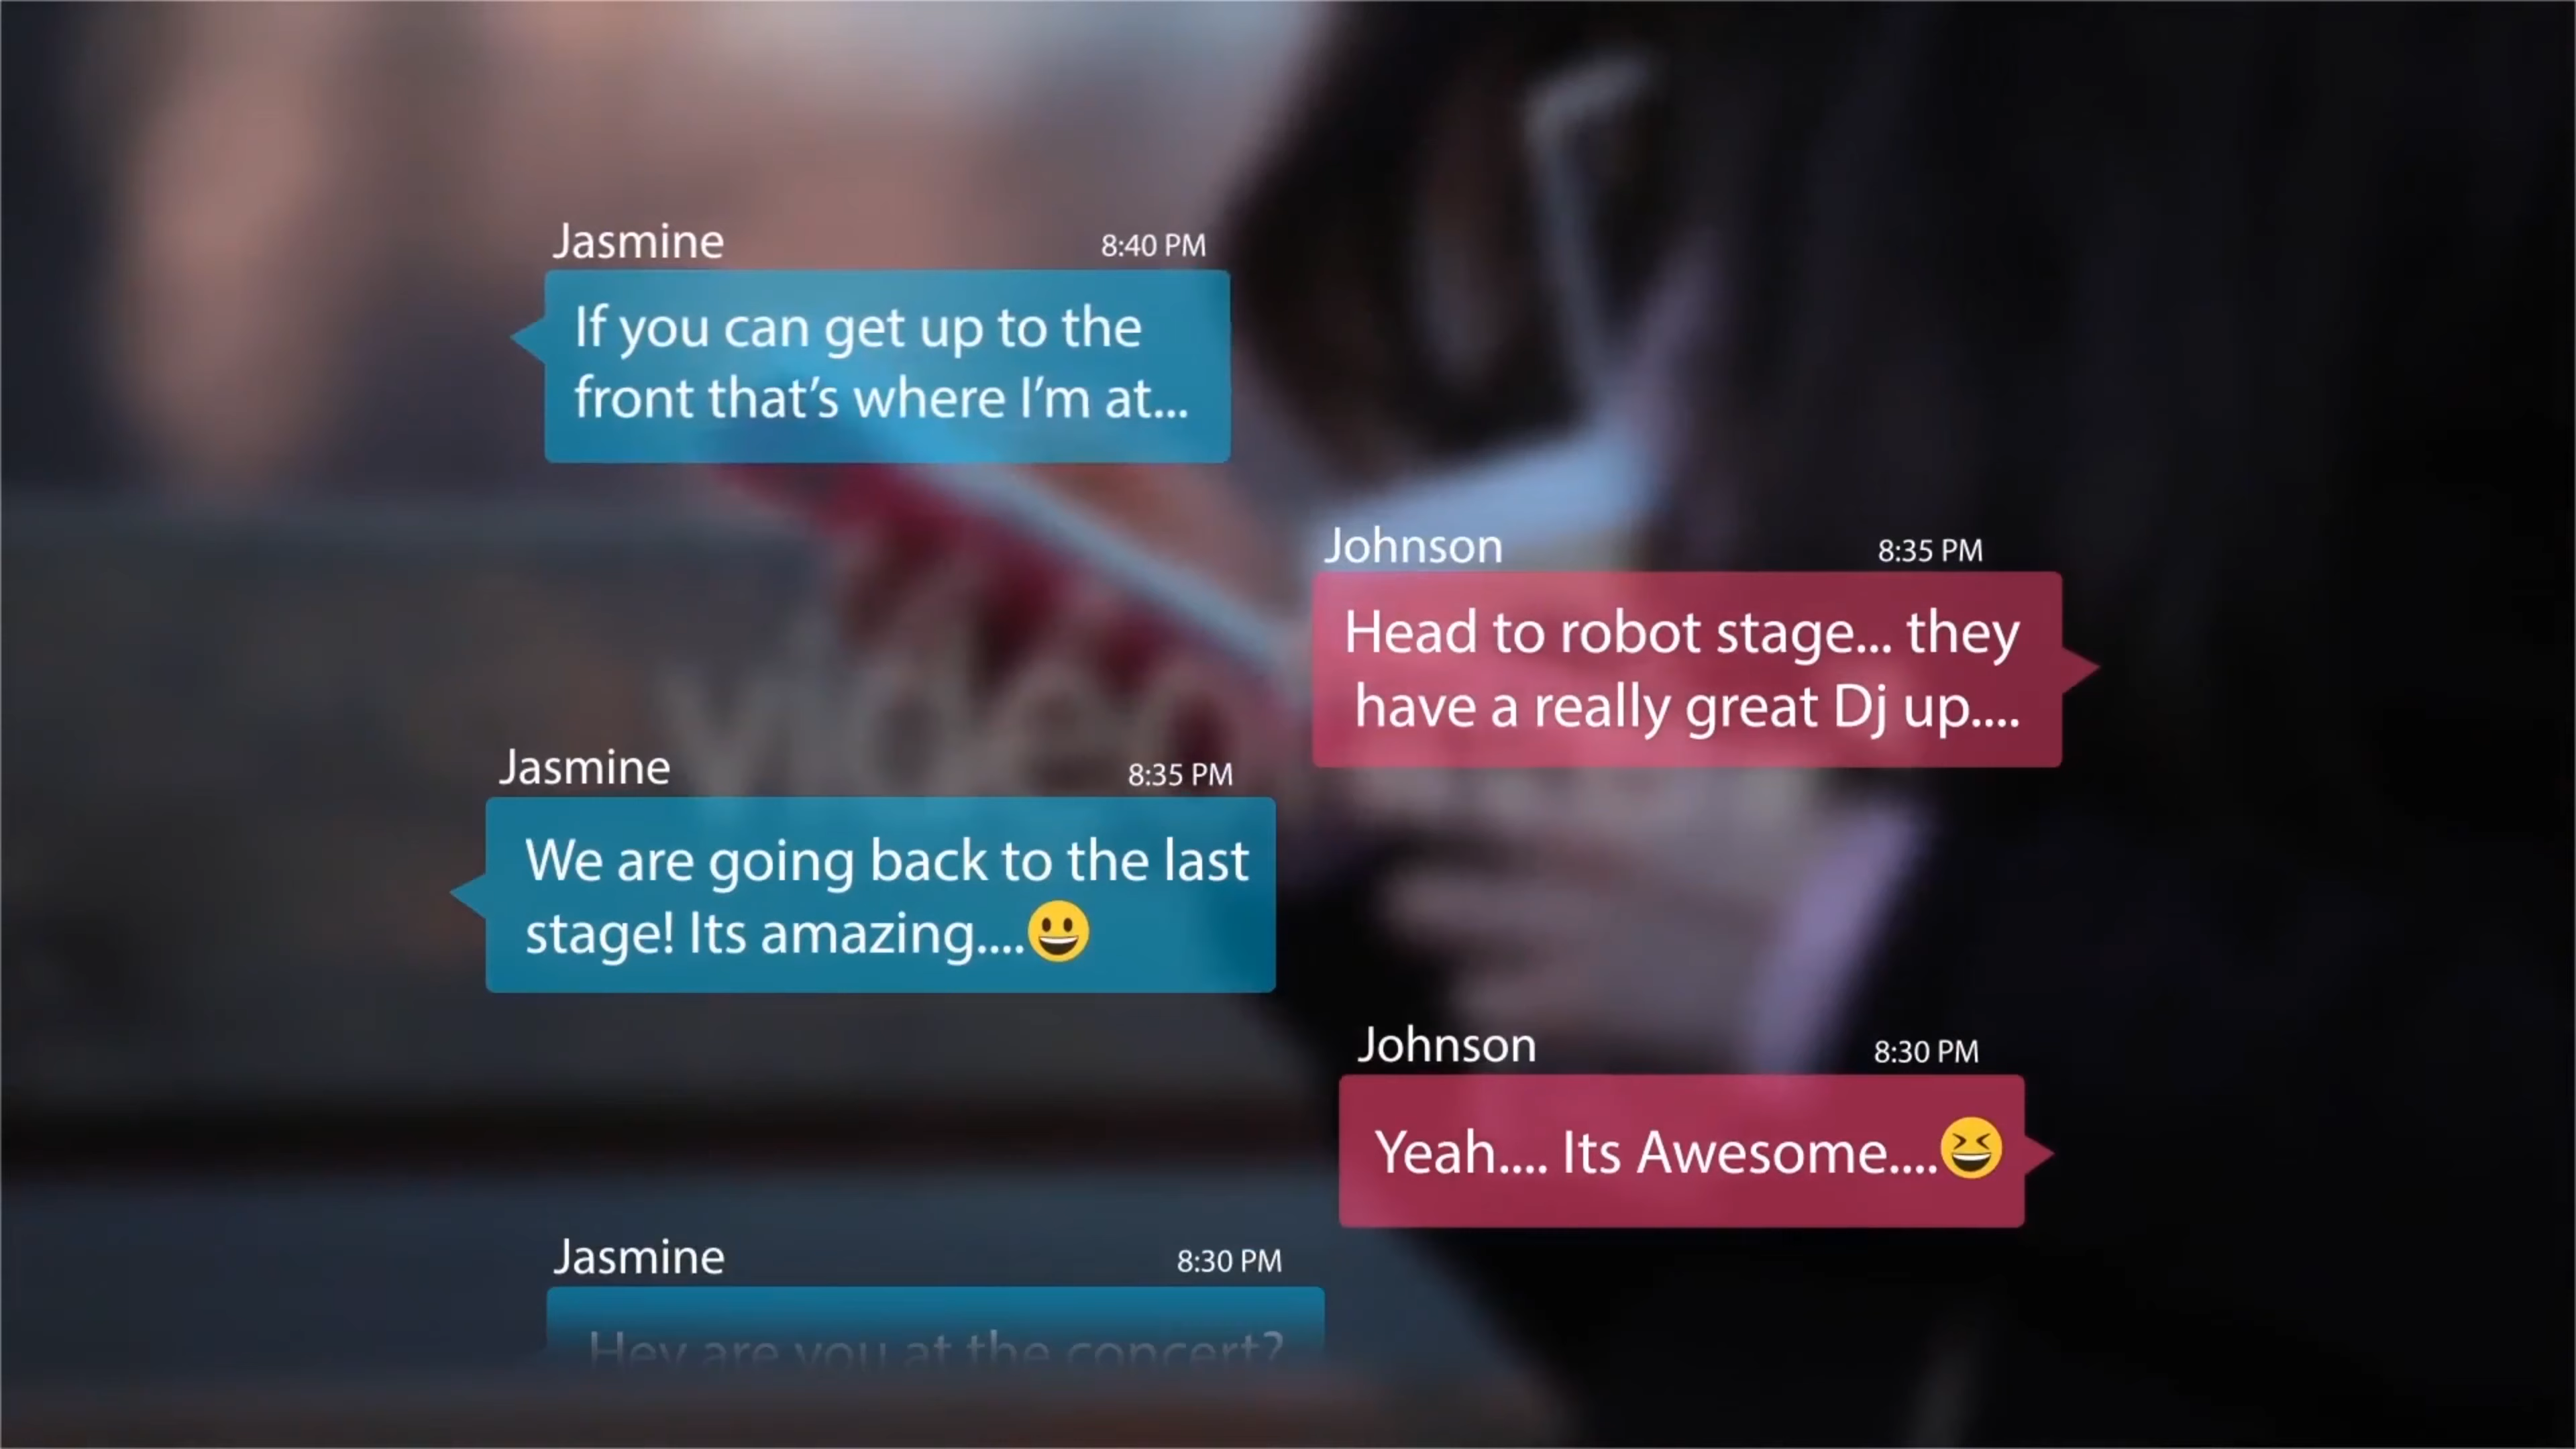 Jasmine 8:40 PM
If you can get up to the
front that’s where I’m at...
Johnson 8:35 PM
Head to robot stage... they
have a really great Dj up....
Jasmine 8:35 PM
We are going back to the last
stage! Its amazing....😃
Johnson 8:30 PM
Yeah.... Its Awesome....😆
Jasmine 8:30 PM
Hey are you at the concert?
video